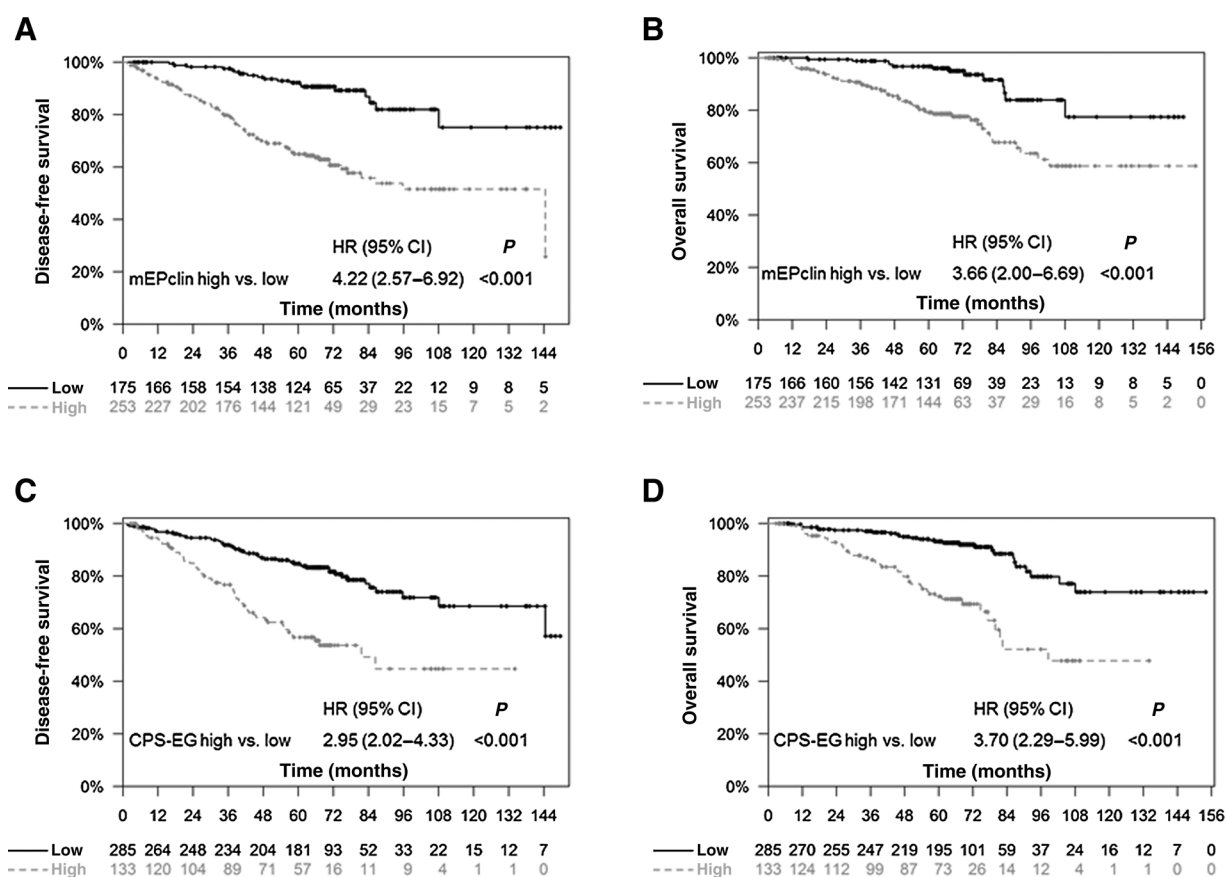 A
Disease-free survival
100%
80%
60%
40%
20%
0%
HR (95% CI) P
mEPclin high vs. low 4.22 (2.57–6.92) <0.001
Time (months)
0 12 24 36 48 60 72 84 96 108 120 132 144
Low 175 166 158 154 138 124 65 37 22 12 9 8 5
High 253 227 202 176 144 121 49 29 23 15 7 5 2
B
Overall survival
100%
80%
60%
40%
20%
0%
HR (95% CI) P
mEPclin high vs. low 3.66 (2.00–6.69) <0.001
Time (months)
0 12 24 36 48 60 72 84 96 108 120 132 144 156
Low 175 166 160 156 142 131 69 39 23 13 9 8 5 0
High 253 237 215 198 171 144 63 37 29 16 8 5 2 0
C
Disease-free survival
100%
80%
60%
40%
20%
0%
HR (95% CI) P
CPS-EG high vs. low 2.95 (2.02–4.33) <0.001
Time (months)
0 12 24 36 48 60 72 84 96 108 120 132 144
Low 285 264 248 234 204 181 93 52 33 22 15 12 7
High 133 120 104 89 71 57 16 11 9 4 1 1 0
D
Overall survival
100%
80%
60%
40%
20%
0%
HR (95% CI) P
CPS-EG high vs. low 3.70 (2.29–5.99) <0.001
Time (months)
0 12 24 36 48 60 72 84 96 108 120 132 144 156
Low 285 270 255 247 219 195 101 59 37 24 16 12 7 0
High 133 124 112 99 87 73 26 14 12 4 1 1 0 0